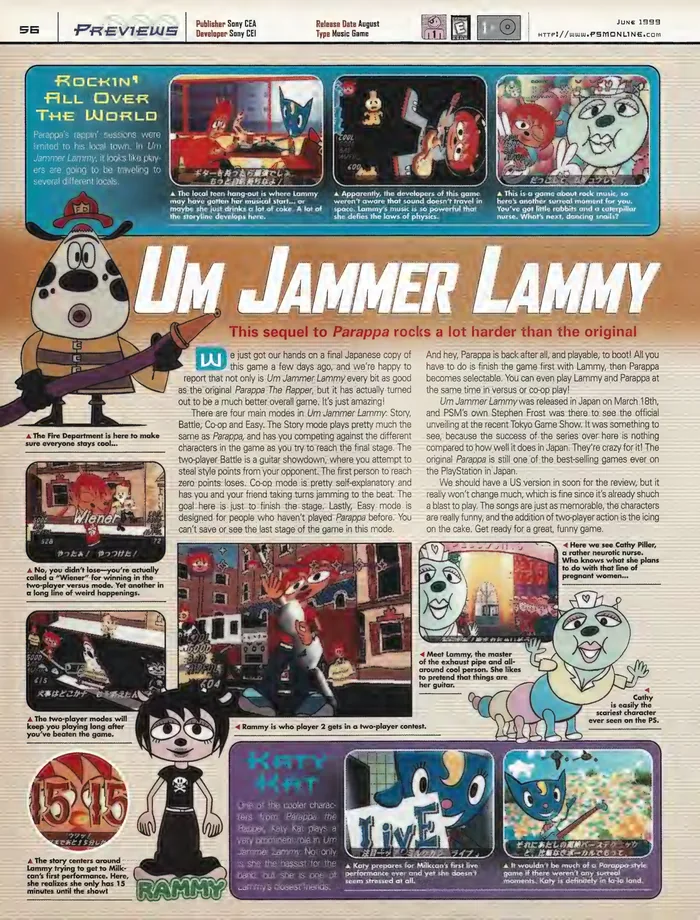 56
PREVIEWS
Publisher Sony CEA
Developer Sony CEI
Release Date August
Type Music Game
JUNE 1999
HTTP://WWW.PSMONLINE.COM
ROCKIN'
ALL OVER
THE WORLD
Parappa's rappin' sessions were
limited to his local town. In Um
Jammer Lammy, it looks like play-
ers are going to be traveling to
several different locals.
▲ The local teen hang-out is where Lammy
may have gotten her musical start... or
maybe she just drinks a lot of coke. A lot of
the storyline develops here.
▲ Apparently, the developers of this game
weren't aware that sound doesn't travel in
space. Lammy's music is so powerful that
she defies the laws of physics.
▲ This is a game about rock music, so
here's another surreal moment for you.
You've got little rabbits and a caterpillar
nurse. What's next, dancing snails?
UM JAMMER LAMMY
This sequel to Parappa rocks a lot harder than the original
We just got our hands on a final Japanese copy of
this game a few days ago, and we're happy to
report that not only is Um Jammer Lammy every bit as good
as the original Parappa The Rapper, but it has actually turned
out to be a much better overall game. It's just amazing!
There are four main modes in Um Jammer Lammy: Story,
Battle, Co-op and Easy. The Story mode plays pretty much the
same as Parappa, and has you competing against the different
characters in the game as you try to reach the final stage. The
two-player Battle is a guitar showdown, where you attempt to
steal style points from your opponent. The first person to reach
zero points loses. Co-op mode is pretty self-explanatory and
has you and your friend taking turns jamming to the beat. The
goal here is just to finish the stage. Lastly, Easy mode is
designed for people who haven't played Parappa before. You
can't save or see the last stage of the game in this mode.
And hey, Parappa is back after all, and playable, to boot! All you
have to do is finish the game first with Lammy, then Parappa
becomes selectable. You can even play Lammy and Parappa at
the same time in versus or co-op play!
Um Jammer Lammy was released in Japan on March 18th,
and PSM's own Stephen Frost was there to see the official
unveiling at the recent Tokyo Game Show. It was something to
see, because the success of the series over here is nothing
compared to how well it does in Japan. They're crazy for it! The
original Parappa is still one of the best-selling games ever on
the PlayStation in Japan.
We should have a US version in soon for the review, but it
really won't change much, which is fine since it's already shuch
a blast to play. The songs are just as memorable, the characters
are really funny, and the addition of two-player action is the icing
on the cake. Get ready for a great, funny game.
▲ The Fire Department is here to make
sure everyone stays cool...
Wiener
▲ No, you didn't lose—you're actually
called a "Wiener" for winning in the
two-player versus mode. Yet another in
a long line of weird happenings.
▲ The two-player modes will
keep you playing long after
you've beaten the game.
◀ Rammy is who player 2 gets in a two-player contest.
◀ Here we see Cathy Piller,
a rather neurotic nurse.
Who knows what she plans
to do with that line of
pregnant women...
◀ Meet Lammy, the master
of the exhaust pipe and all-
around cool person. She likes
to pretend that things are
her guitar.
◀ Cathy
is easily the
scariest character
ever seen on the PS.
15 15
▲ The story centers around
Lammy trying to get to Milk-
can's first performance. Here,
she realizes she only has 15
minutes until the show!
RAMMY
KATY
KAT
One of the cooler charac-
ters from Parappa the
Rapper, Katy Kat plays a
very prominent role in Um
Jammer Lammy. Not only
is she the bassist for the
band, but she is one of
Lammy's closest friends.
LIVE
▲ Katy prepares for Milkcan's first live
performance ever and yet she doesn't
seem stressed at all.
▲ It wouldn't be much of a Parappa-style
game if there weren't any surreal
moments. Katy is definitely in la-la land.